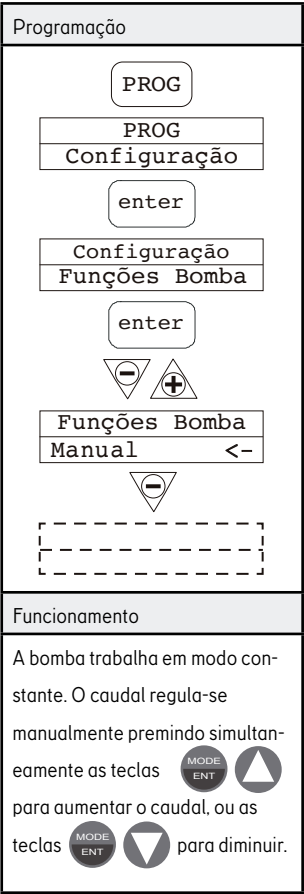 Programação
PROG
PROG
Configuração
enter
Configuração
Funções Bomba
enter
Funções Bomba
Manual <-
Funcionamento
A bomba trabalha em modo con-
stante. O caudal regula-se
manualmente premindo simultan-
eamente as teclas MODE ENT
para aumentar o caudal, ou as
teclas MODE ENT para diminuir.